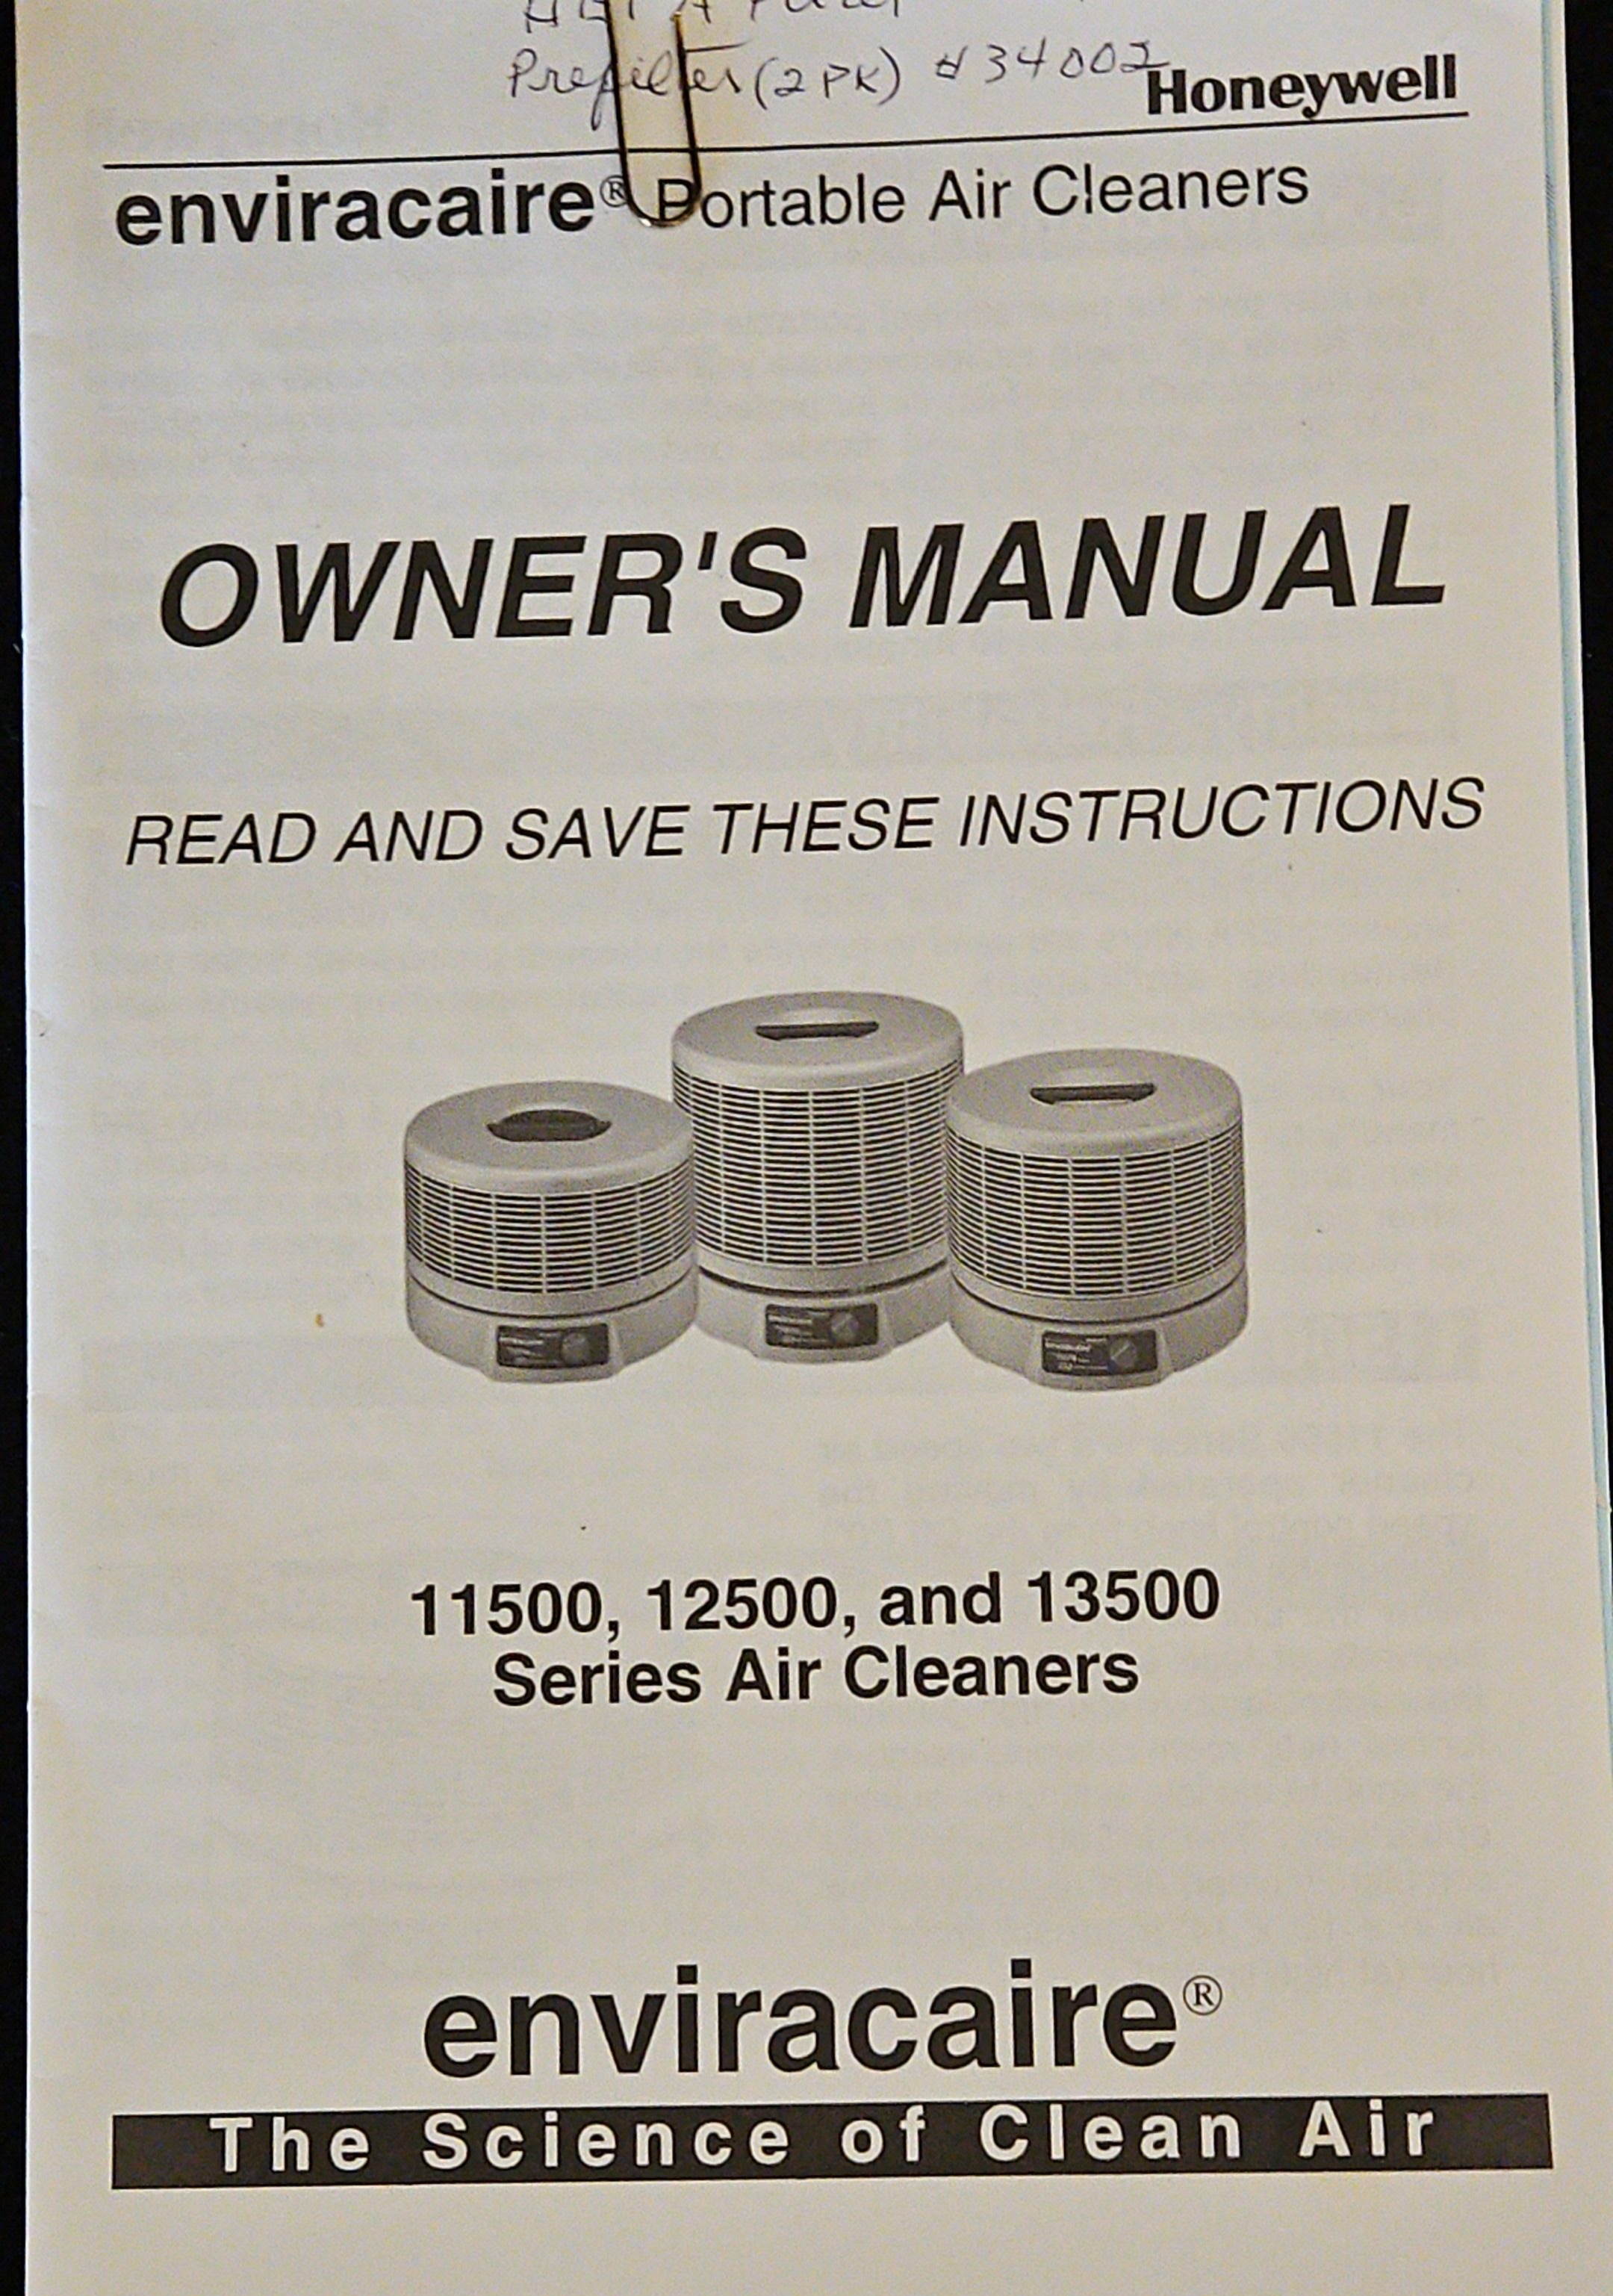 Prefilter (2 PK) # 34002
Honeywell
enviracaire® Portable Air Cleaners
OWNER'S MANUAL
READ AND SAVE THESE INSTRUCTIONS
11500, 12500, and 13500
Series Air Cleaners
enviracaire®
The Science of Clean Air